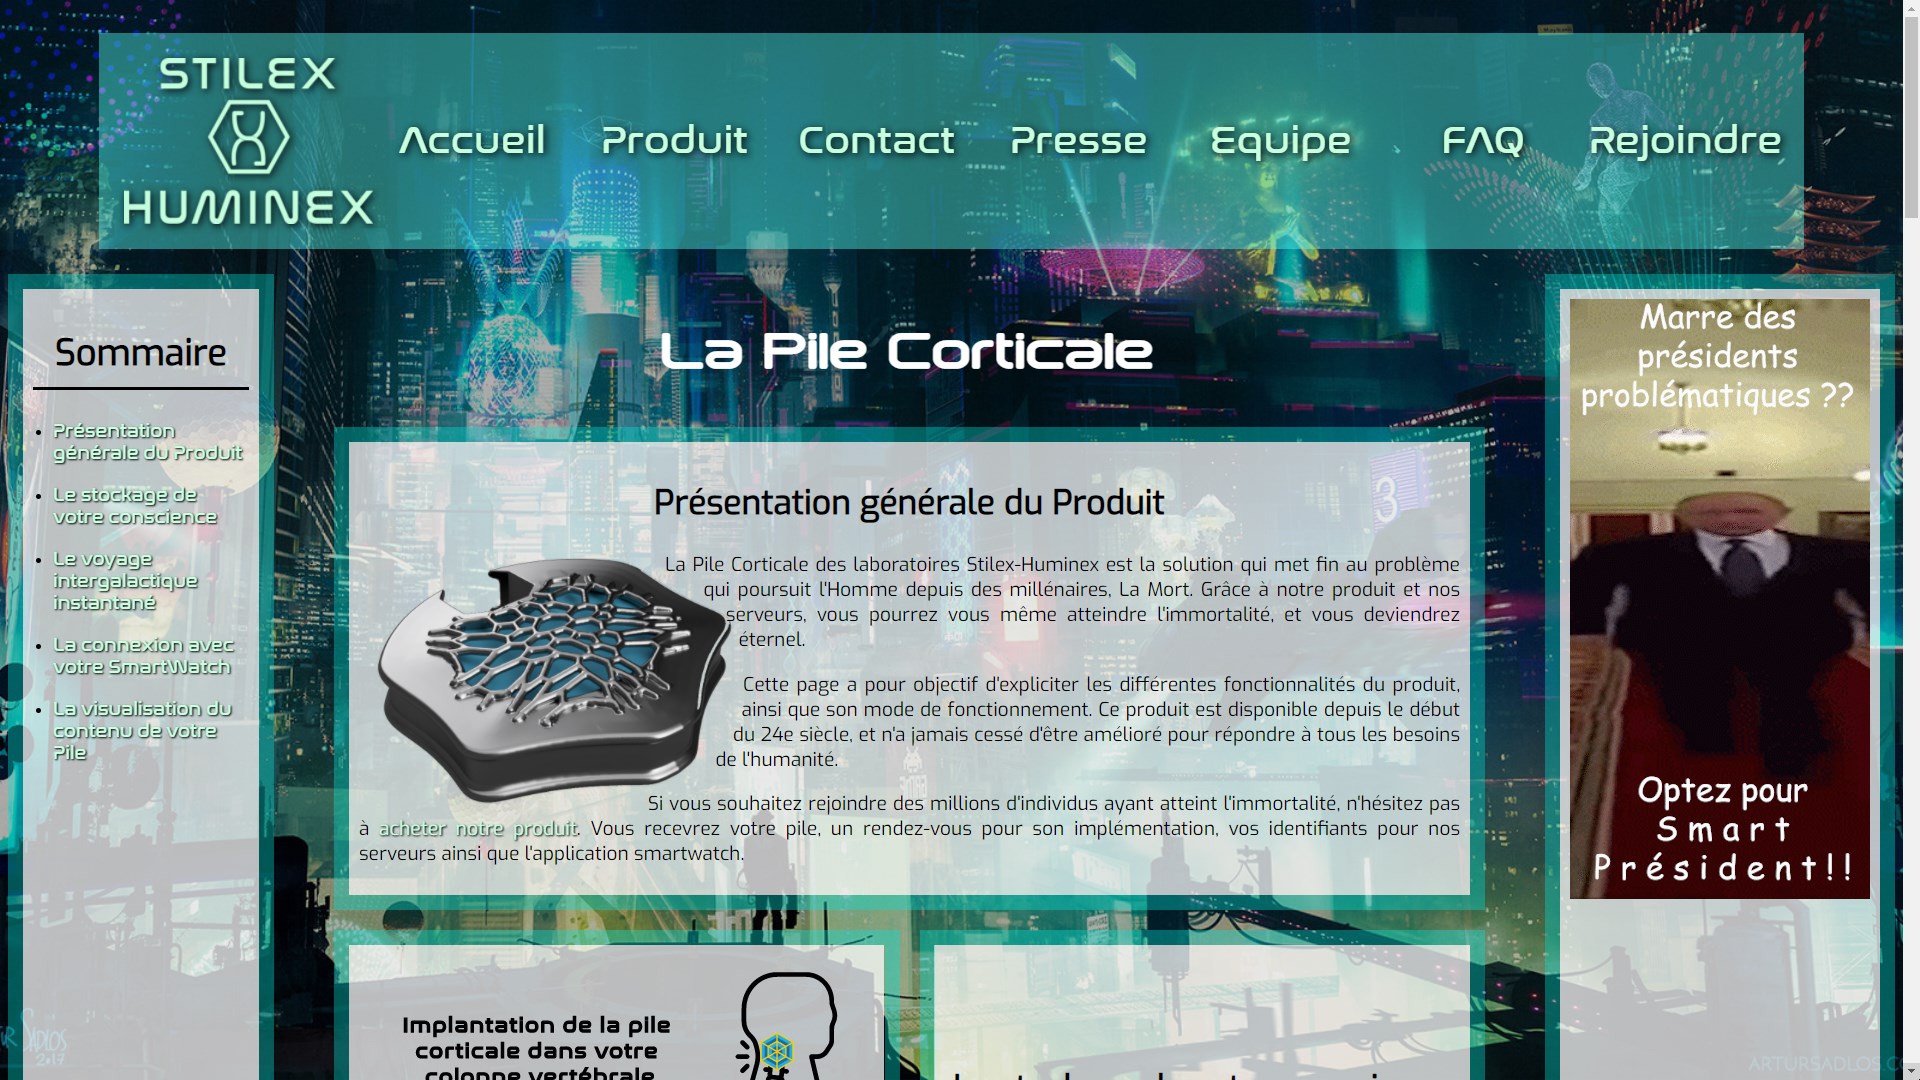 STILEX
HUMINEX
Accueil
Produit
Contact
Presse
Equipe
FAQ
Rejoindre
Sommaire
Présentation
générale du Produit
Le stockage de
votre conscience
Le voyage
intergalactique
instantané
La connexion avec
votre SmartWatch
La visualisation du
contenu de votre
Pile
La Pile Corticale
Présentation générale du Produit
La Pile Corticale des laboratoires Stilex-Huminex est la solution qui met fin au problème
qui poursuit l'Homme depuis des millénaires, La Mort. Grâce à notre produit et nos
serveurs, vous pourrez vous même atteindre l'immortalité, et vous deviendrez
éternel.
Cette page a pour objectif d'expliciter les différentes fonctionnalités du produit,
ainsi que son mode de fonctionnement. Ce produit est disponible depuis le début
du 24e siècle, et n'a jamais cessé d'être amélioré pour répondre à tous les besoins
de l'humanité.
Si vous souhaitez rejoindre des millions d'individus ayant atteint l'immortalité, n'hésitez pas
à acheter notre produit. Vous recevrez votre pile, un rendez-vous pour son implémentation, vos identifiants pour nos
serveurs ainsi que l'application smartwatch.
Implantation de la pile
corticale dans votre
colonne vertébrale
Marre des
présidents
problématiques ??
Optez pour
Smart
Président!!
3
SADLOS
2017
ARTURSADLOS.CO